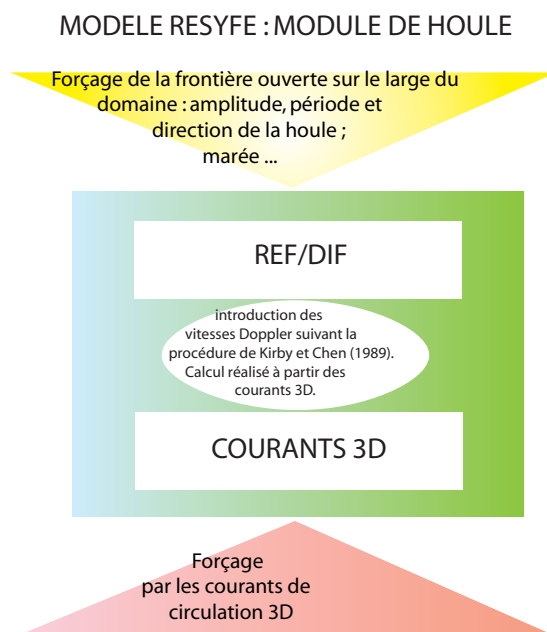 MODELE RESYFE : MODULE DE HOULE
Forçage de la frontière ouverte sur le large du
domaine : amplitude, période et
direction de la houle ;
marée ...
REF/DIF
introduction des
vitesses Doppler suivant la
procédure de Kirby et Chen (1989).
Calcul réalisé à partir des
courants 3D.
COURANTS 3D
Forçage
par les courants de
circulation 3D